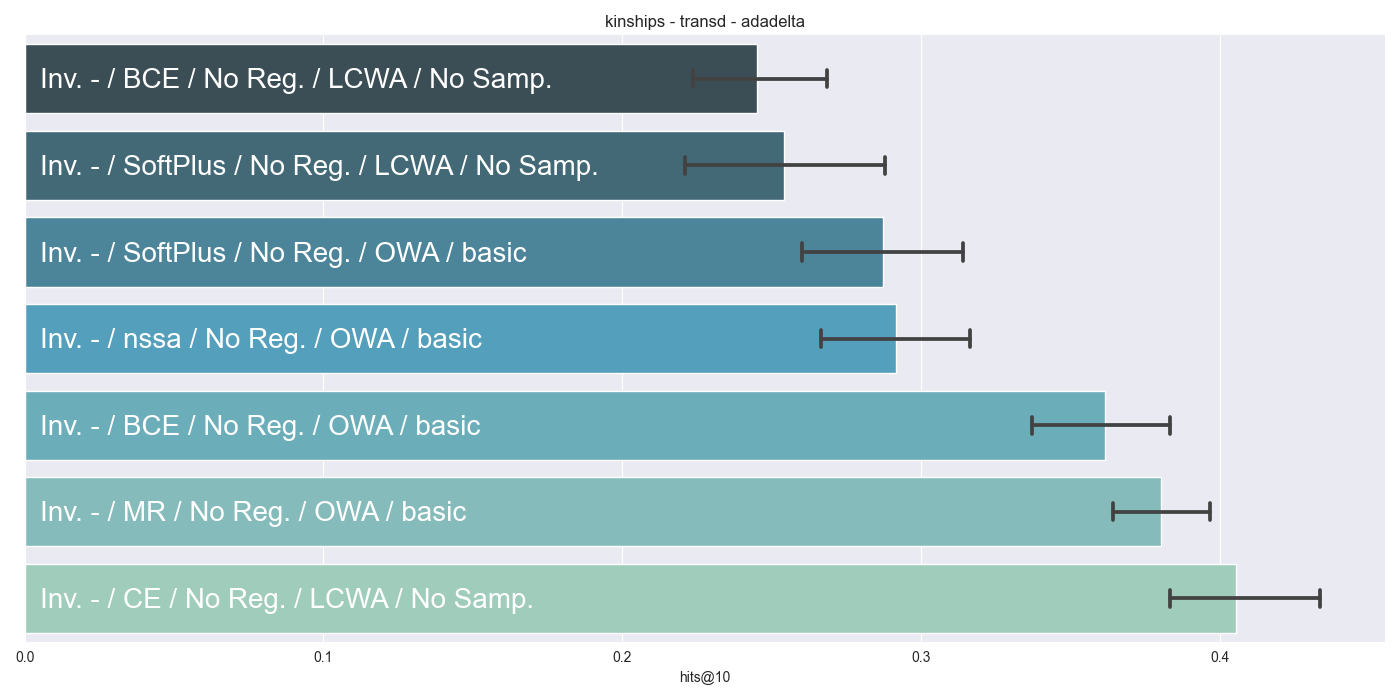 kinships - transd - adadelta
Inv. - / BCE / No Reg. / LCWA / No Samp.
Inv. - / SoftPlus / No Reg. / LCWA / No Samp.
Inv. - / SoftPlus / No Reg. / OWA / basic
Inv. - / nssa / No Reg. / OWA / basic
Inv. - / BCE / No Reg. / OWA / basic
Inv. - / MR / No Reg. / OWA / basic
Inv. - / CE / No Reg. / LCWA / No Samp.
0.0 0.1 0.2 0.3 0.4
hits@10